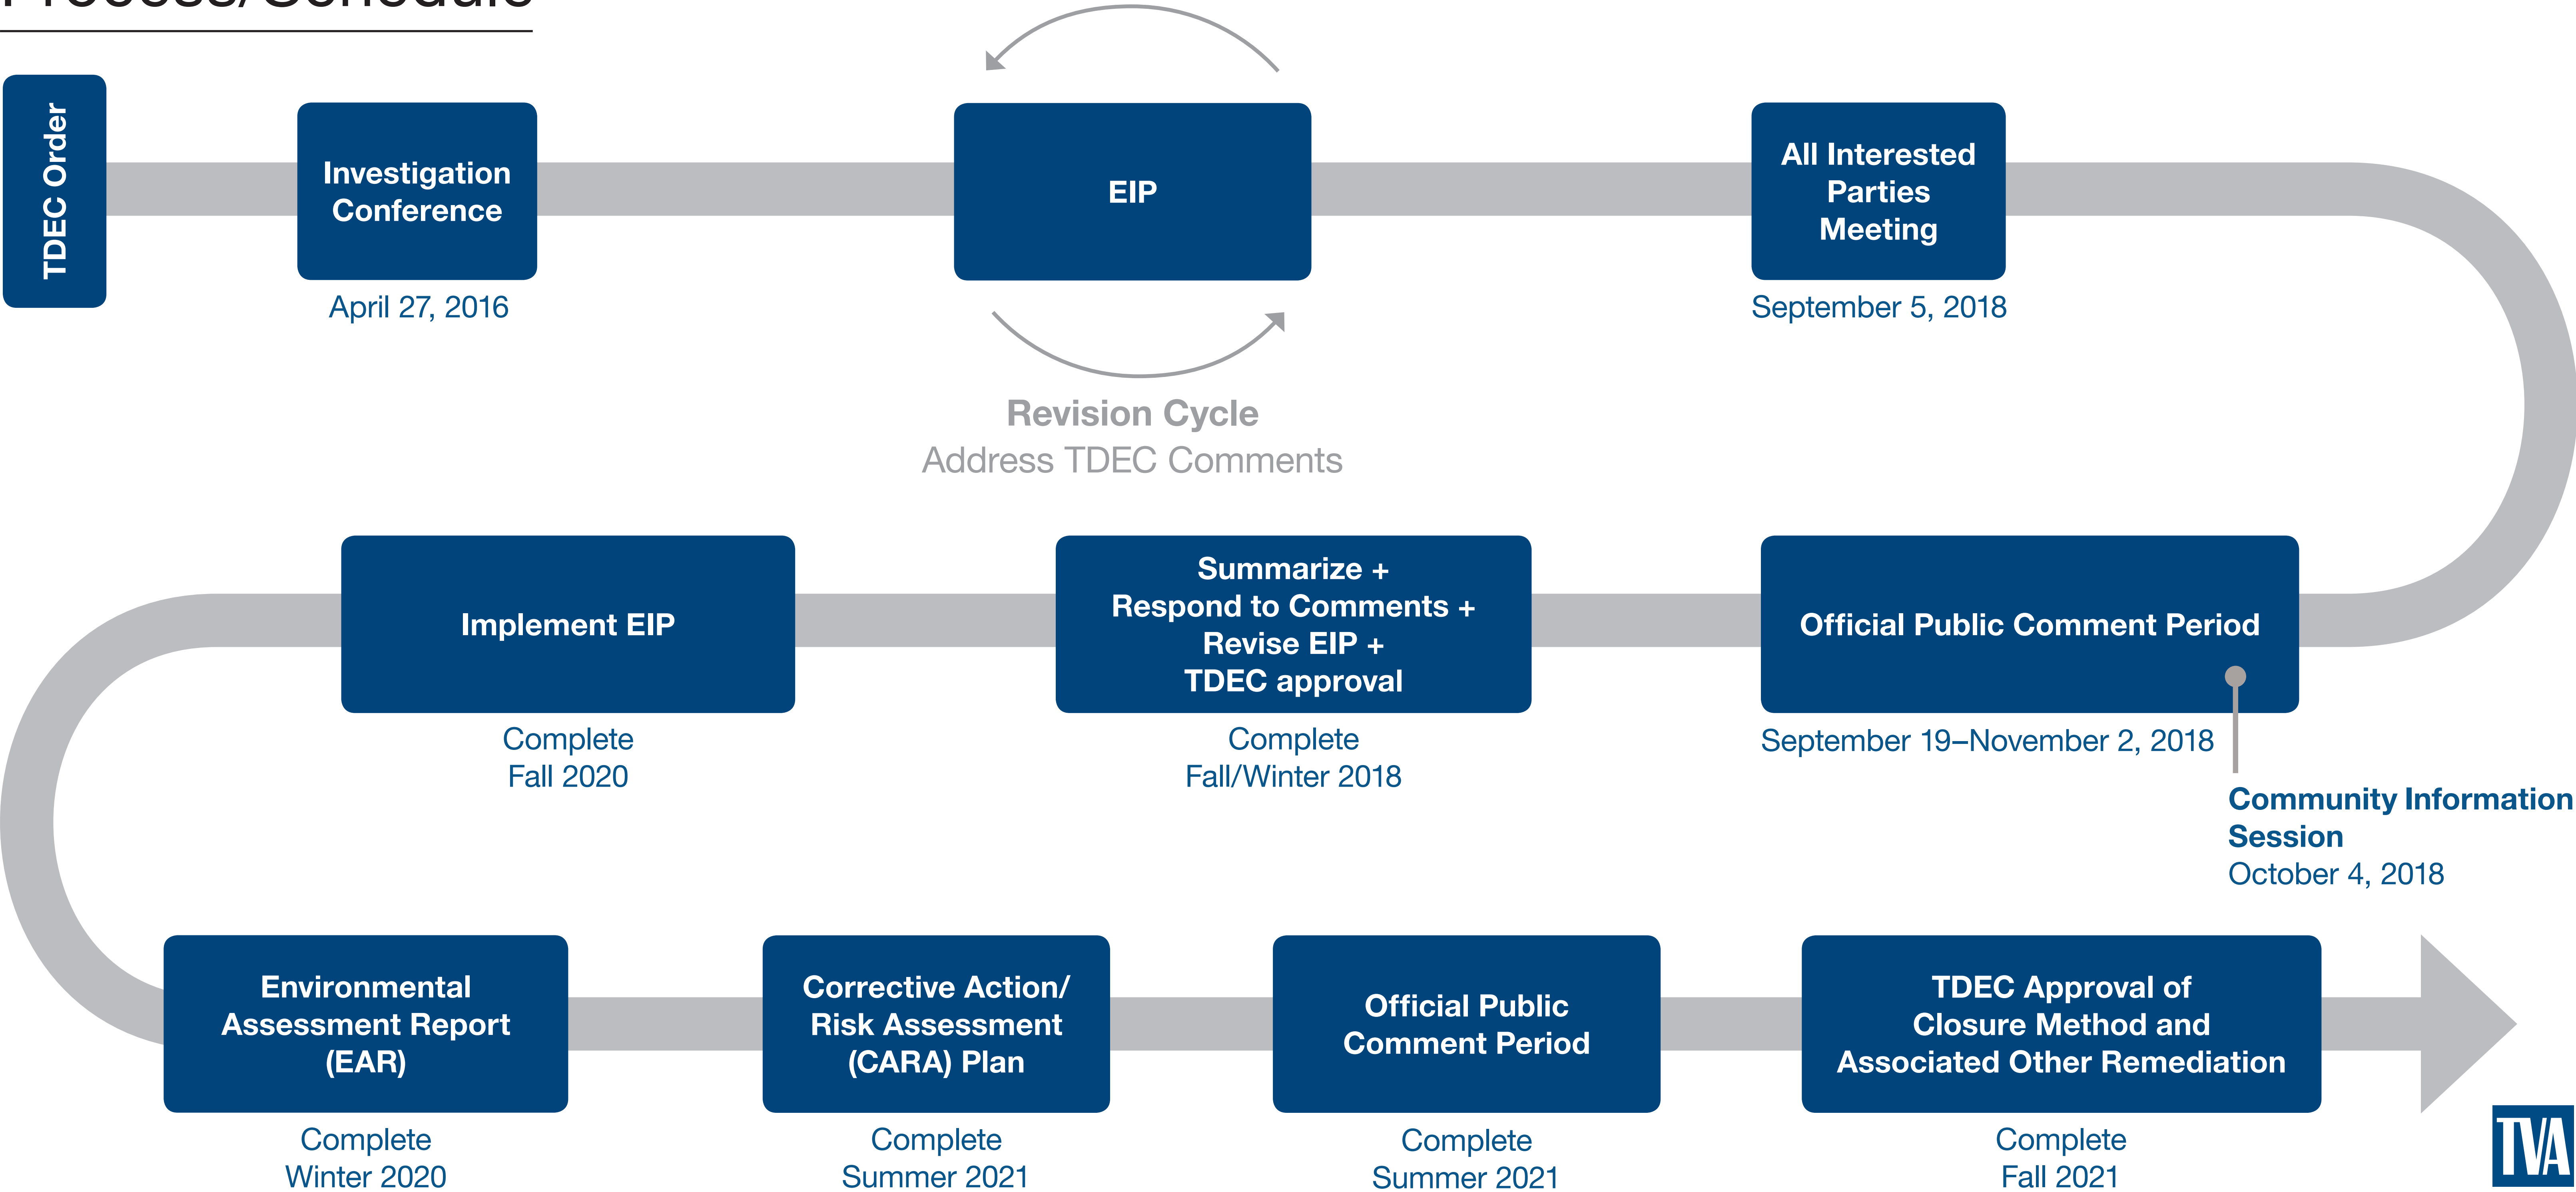 Process/Schedule
TDEC Order
Investigation
Conference
April 27, 2016
EIP
Revision Cycle
Address TDEC Comments
All Interested
Parties
Meeting
September 5, 2018
Official Public Comment Period
September 19–November 2, 2018
Community Information
Session
October 4, 2018
Summarize +
Respond to Comments +
Revise EIP +
TDEC approval
Complete
Fall/Winter 2018
Implement EIP
Complete
Fall 2020
Environmental
Assessment Report
(EAR)
Complete
Winter 2020
Corrective Action/
Risk Assessment
(CARA) Plan
Complete
Summer 2021
Official Public
Comment Period
Complete
Summer 2021
TDEC Approval of
Closure Method and
Associated Other Remediation
Complete
Fall 2021
TVA